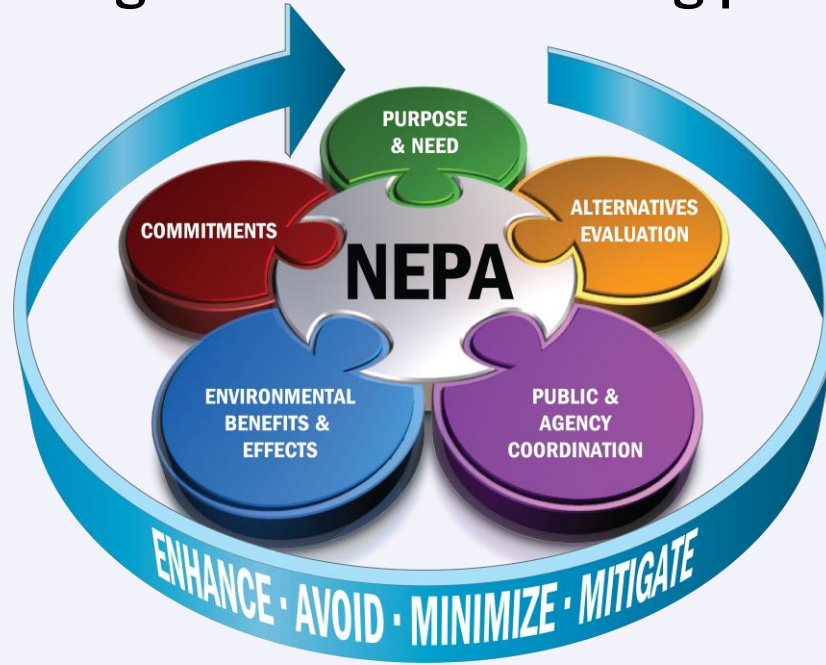 PURPOSE
& NEED
ALTERNATIVES
EVALUATION
COMMITMENTS
NEPA
ENVIRONMENTAL
BENEFITS &
EFFECTS
PUBLIC &
AGENCY
COORDINATION
ENHANCE · AVOID · MINIMIZE · MITIGATE